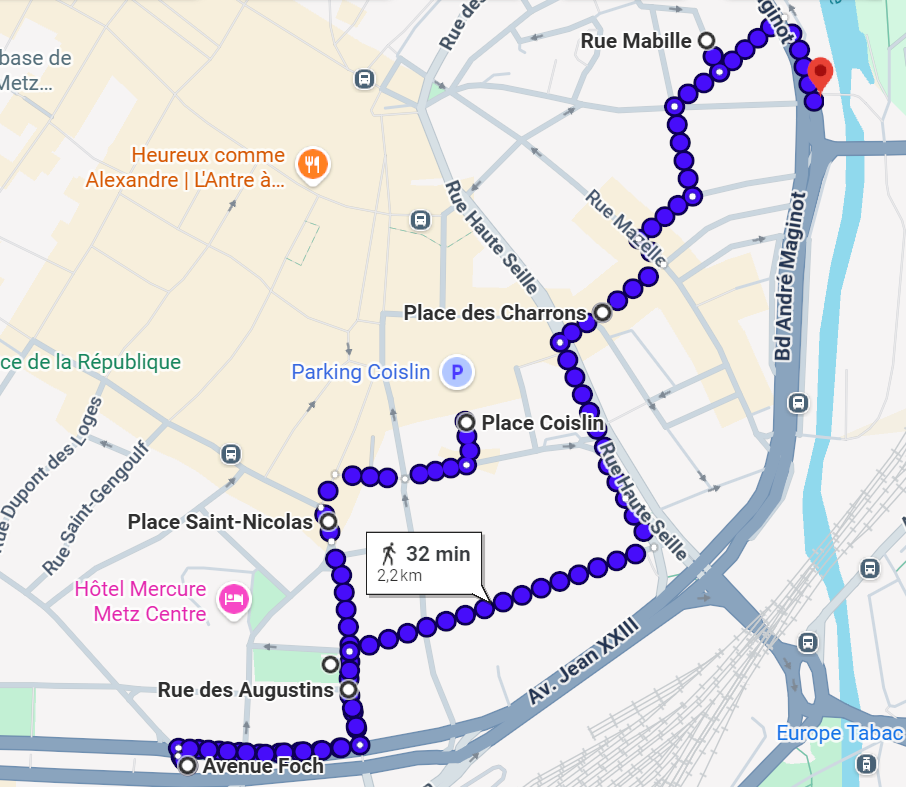 Rue des
aginot
Rue Mabille
base de
Metz...
Heureux comme
Alexandre | L'Antre à...
Rue Haute Seille
Rue Mazelle
Bd André Maginot
Place des Charrons
ce de la République
Parking Coislin
P
Place Coislin
Rue Dupont des Loges
Rue Saint-Gengoulf
Rue Haute Seille
Place Saint-Nicolas
32 min
2,2 km
Hôtel Mercure
Metz Centre
Av. Jean XXIII
Rue des Augustins
Europe Tabac
Avenue Foch